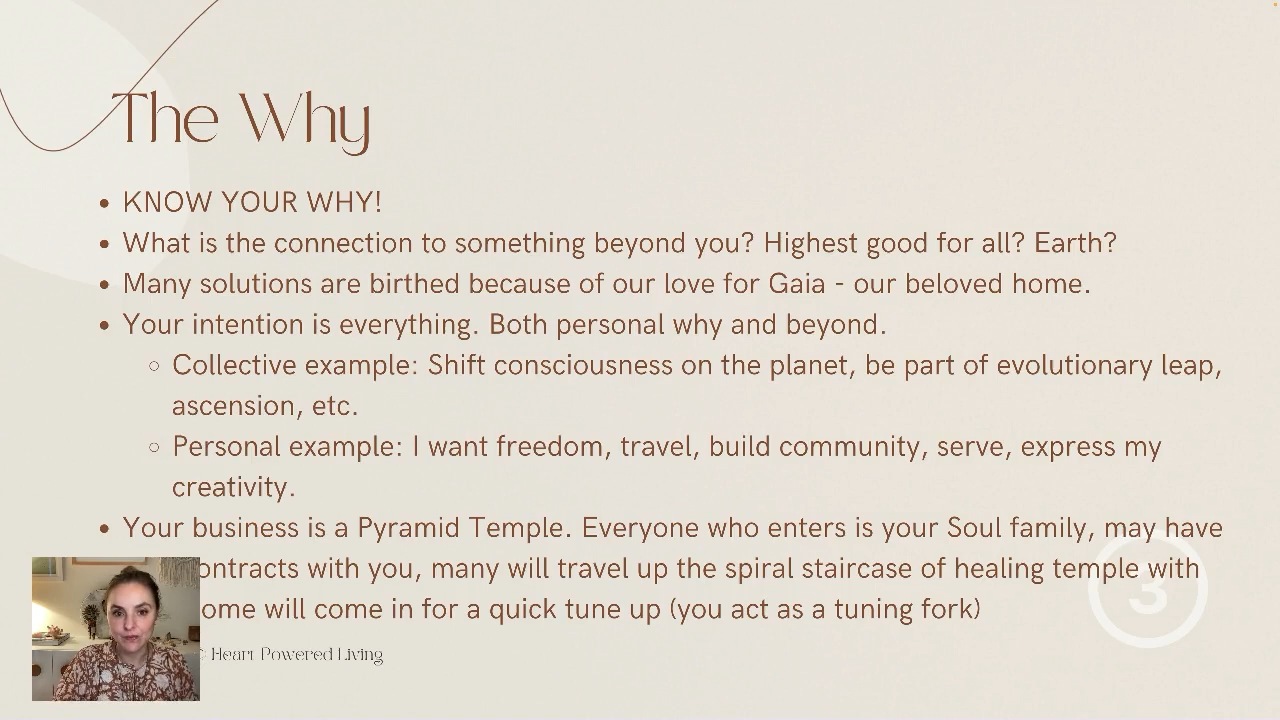 The Why
• KNOW YOUR WHY!
• What is the connection to something beyond you? Highest good for all? Earth?
• Many solutions are birthed because of our love for Gaia - our beloved home.
• Your intention is everything. Both personal why and beyond.
◦ Collective example: Shift consciousness on the planet, be part of evolutionary leap,
ascension, etc.
◦ Personal example: I want freedom, travel, build community, serve, express my
creativity.
• Your business is a Pyramid Temple. Everyone who enters is your Soul family, may have
with you, many will travel up the spiral staircase of healing temple with
will come in for a quick tune up (you act as a tuning fork)
3
Heart Powered Living